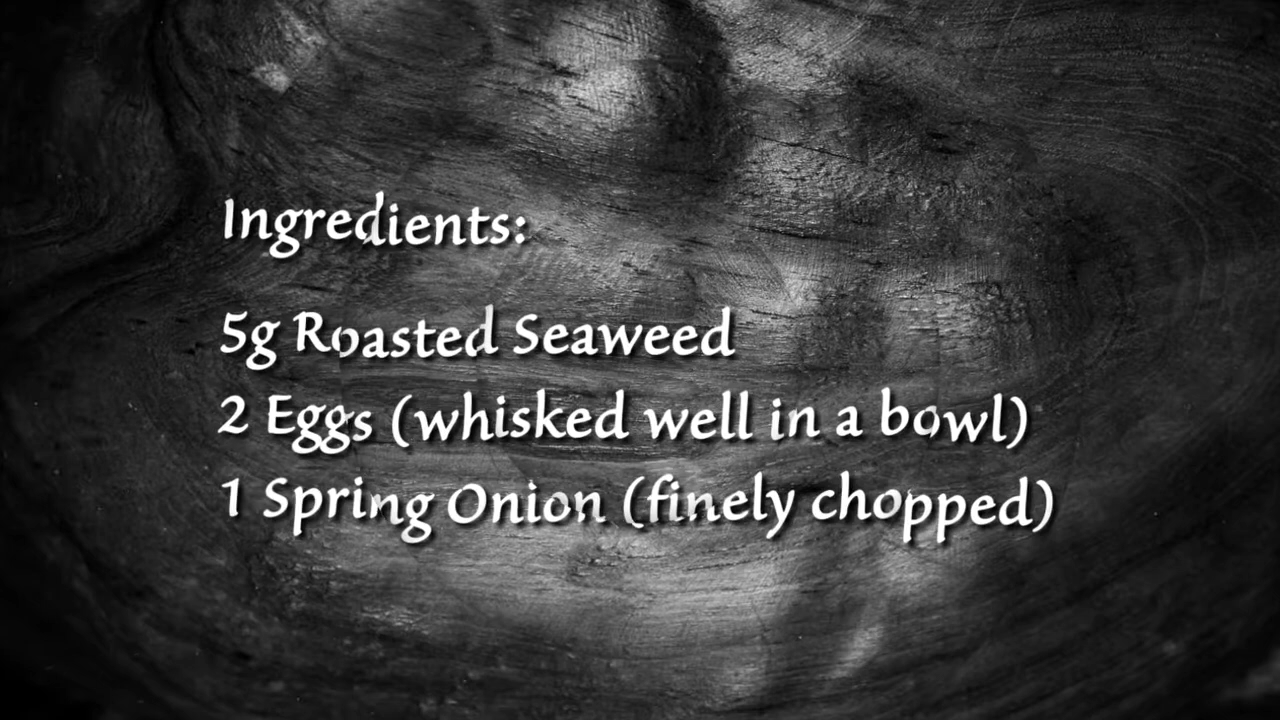 Ingredients:
5g Roasted Seaweed
2 Eggs (whisked well in a bowl)
1 Spring Onion (finely chopped)